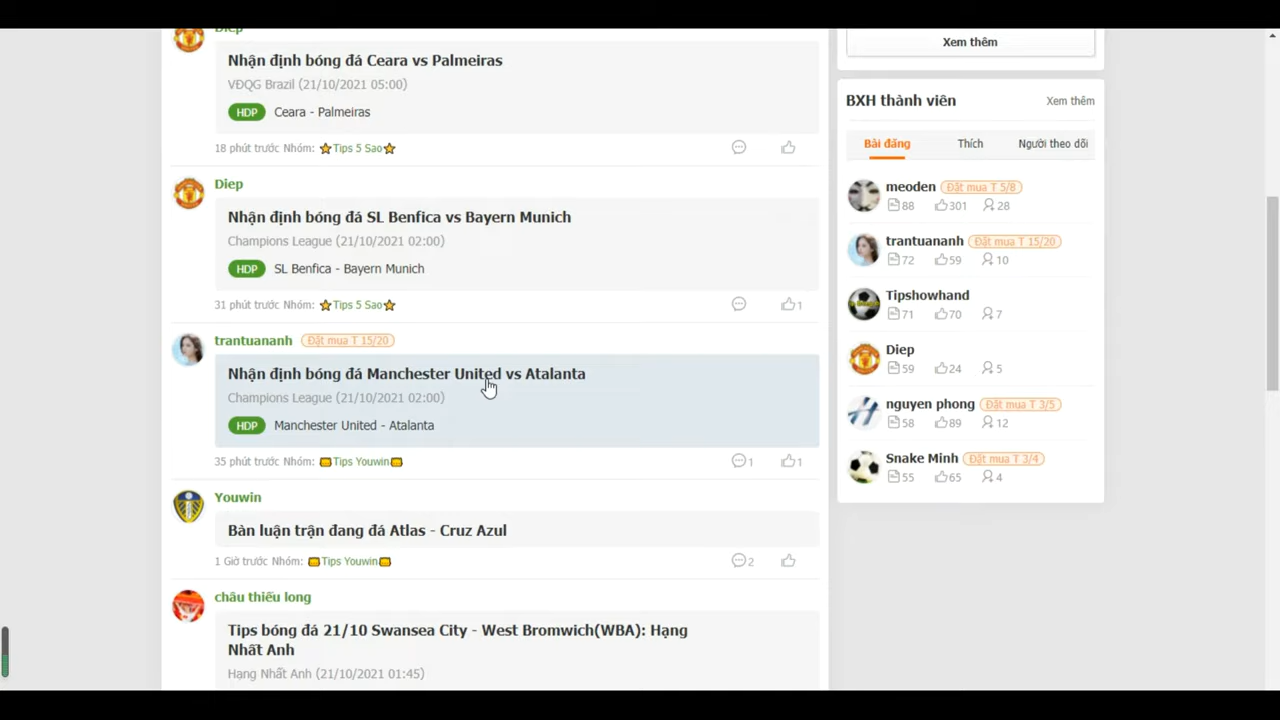 Diep
Nhận định bóng đá Ceara vs Palmeiras
VĐQG Brazil (21/10/2021 05:00)
HDP Ceara - Palmeiras
18 phút trước Nhóm: ⭐Tips 5 Sao⭐
Diep
Nhận định bóng đá SL Benfica vs Bayern Munich
Champions League (21/10/2021 02:00)
HDP SL Benfica - Bayern Munich
31 phút trước Nhóm: ⭐Tips 5 Sao⭐ 1
trantuananh Đặt mua T 15/20
Nhận định bóng đá Manchester United vs Atalanta
Champions League (21/10/2021 02:00)
HDP Manchester United - Atalanta
35 phút trước Nhóm: Tips Youwin 1 1
Youwin
Bàn luận trận đang đá Atlas - Cruz Azul
1 Giờ trước Nhóm: Tips Youwin 2
châu thiếu long
Tips bóng đá 21/10 Swansea City - West Bromwich(WBA): Hạng
Nhất Anh
Hạng Nhất Anh (21/10/2021 01:45)
Xem thêm
BXH thành viên Xem thêm
Bài đăng Thích Người theo dõi
meoden Đặt mua T 5/8
88 301 28
trantuananh Đặt mua T 15/20
72 59 10
Tipshowhand
71 70 7
Diep
59 24 5
nguyen phong Đặt mua T 3/5
58 89 12
Snake Minh Đặt mua T 3/4
55 65 4